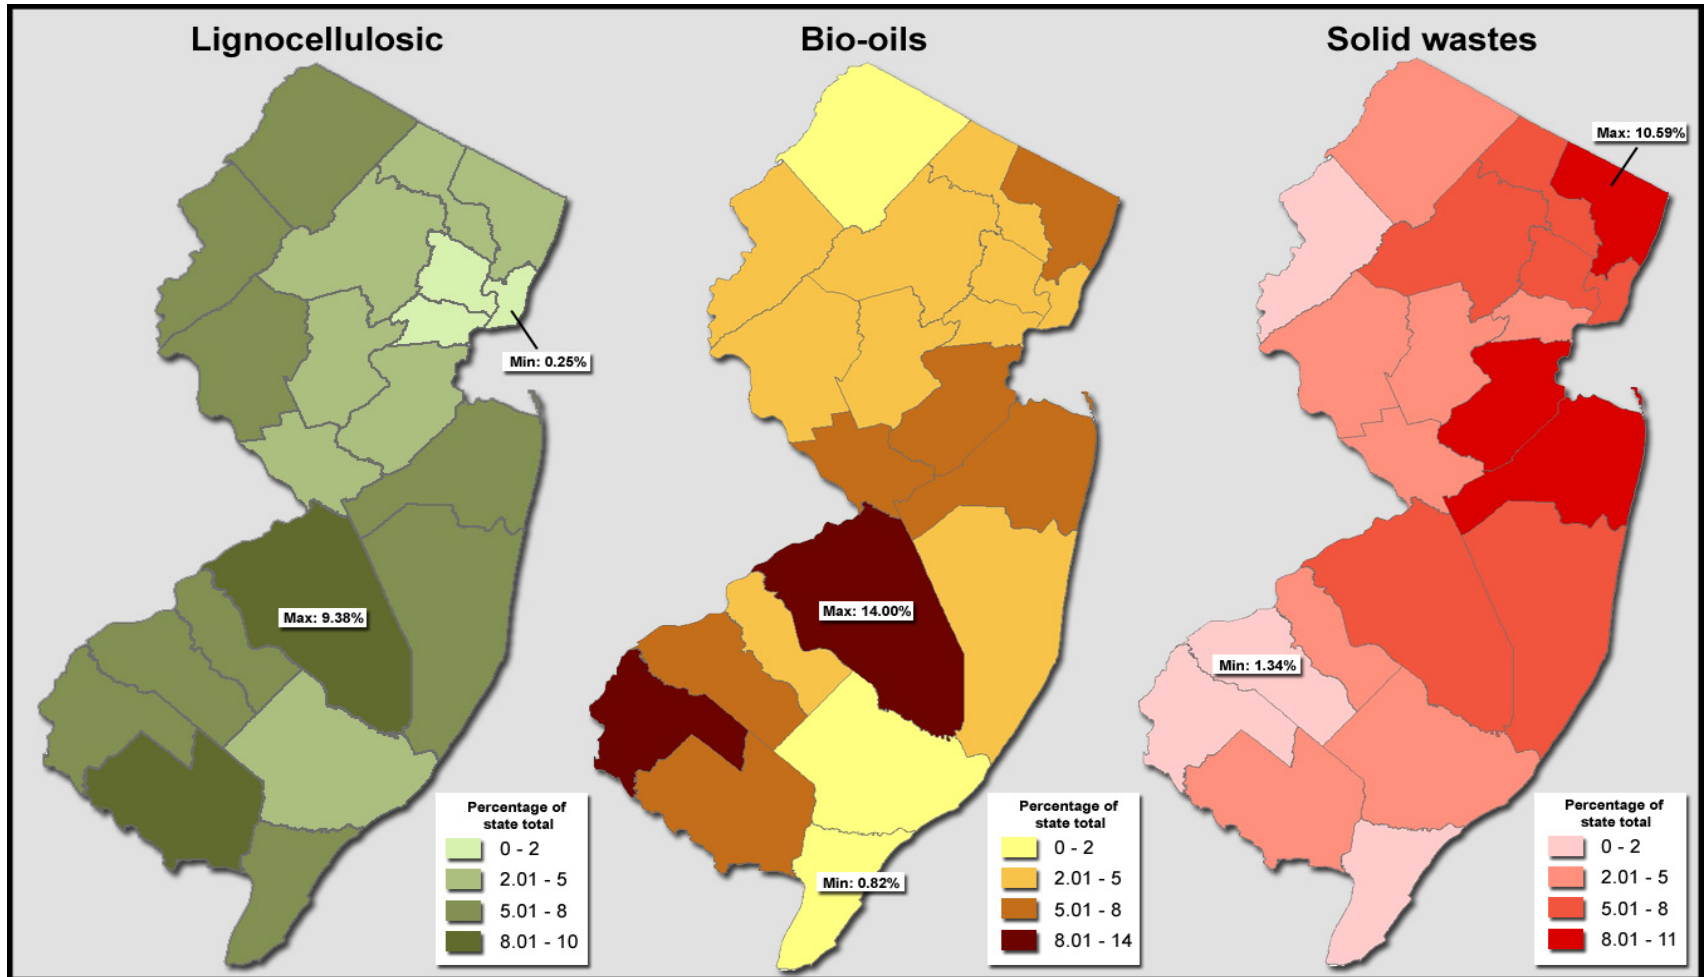 Lignocellulosic
Min: 0.25%
Max: 9.38%
Percentage of
state total
0 - 2
2.01 - 5
5.01 - 8
8.01 - 10
Bio-oils
Max: 14.00%
Min: 0.82%
Percentage of
state total
0 - 2
2.01 - 5
5.01 - 8
8.01 - 14
Solid wastes
Max: 10.59%
Min: 1.34%
Percentage of
state total
0 - 2
2.01 - 5
5.01 - 8
8.01 - 11